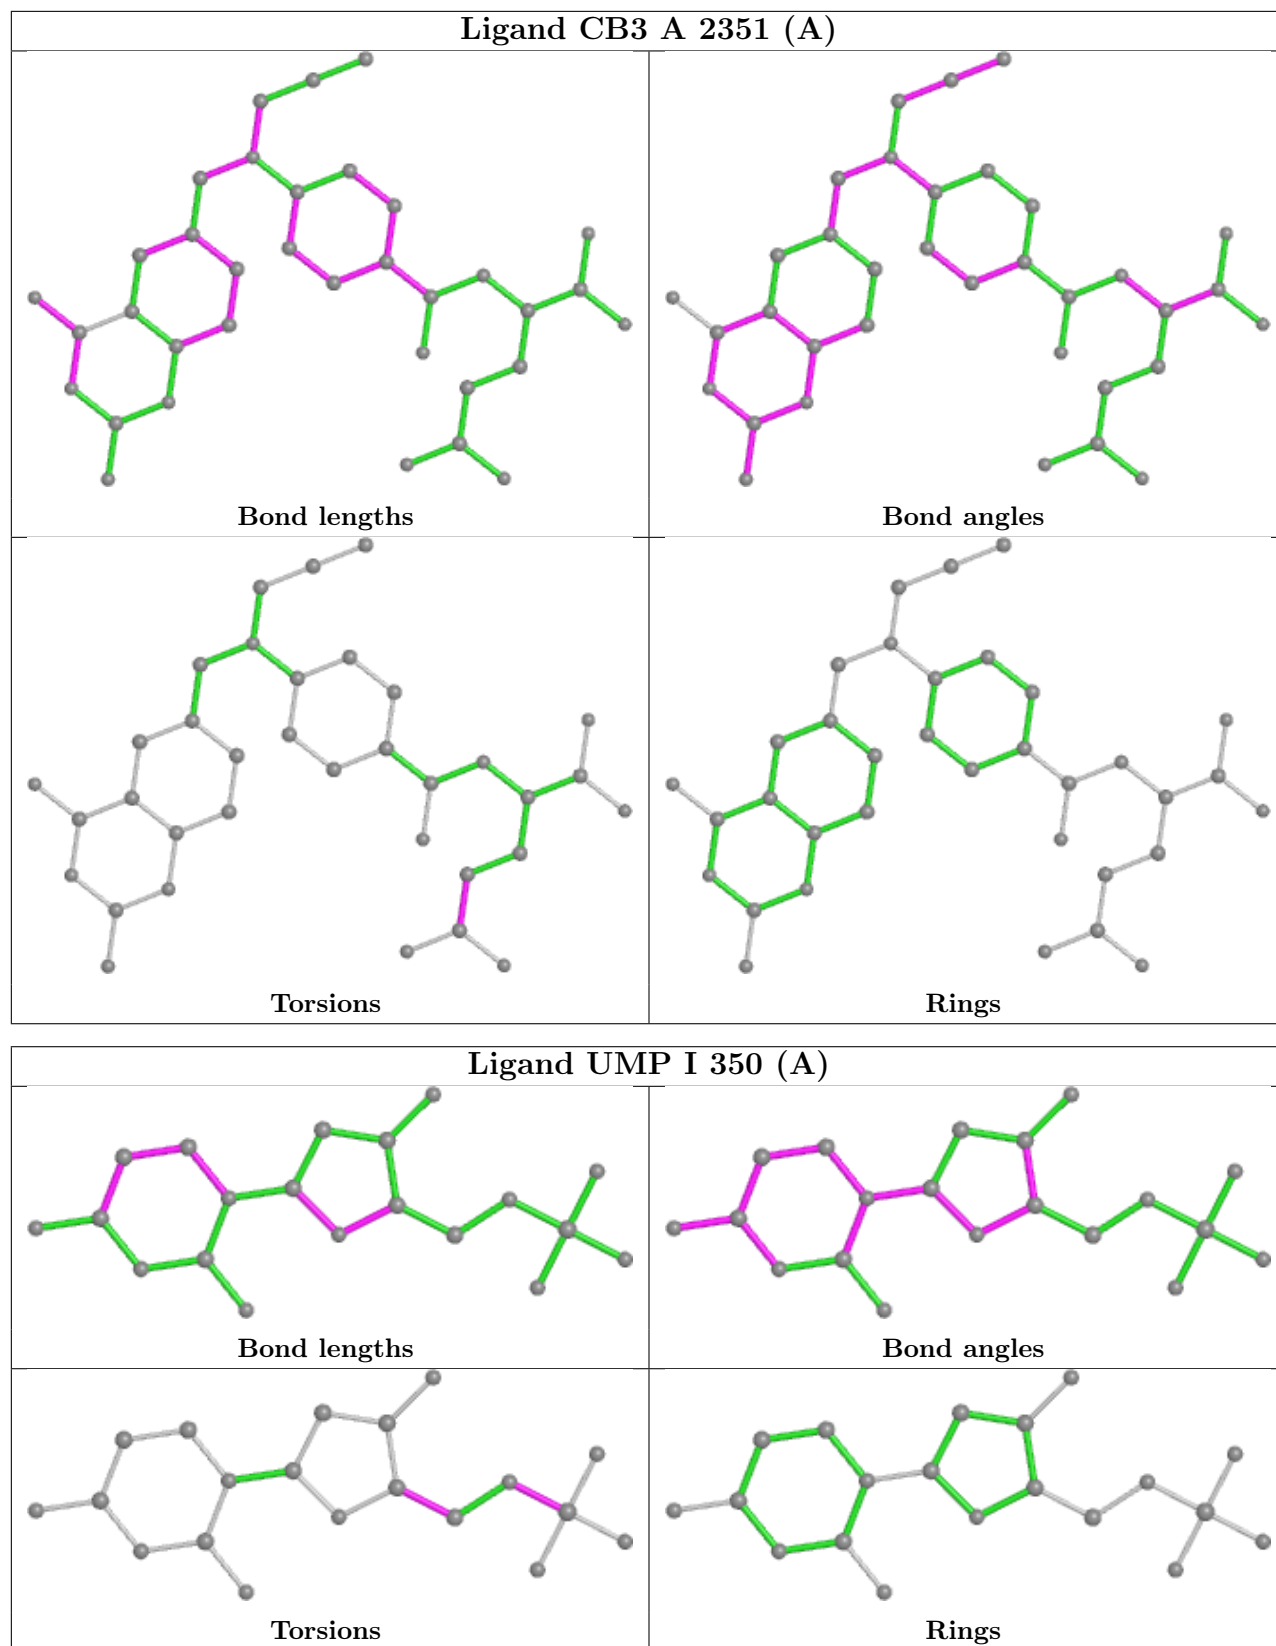 Ligand CB3 A 2351 (A)
Bond lengths
Bond angles
Torsions
Rings
Ligand UMP I 350 (A)
Bond lengths
Bond angles
Torsions
Rings